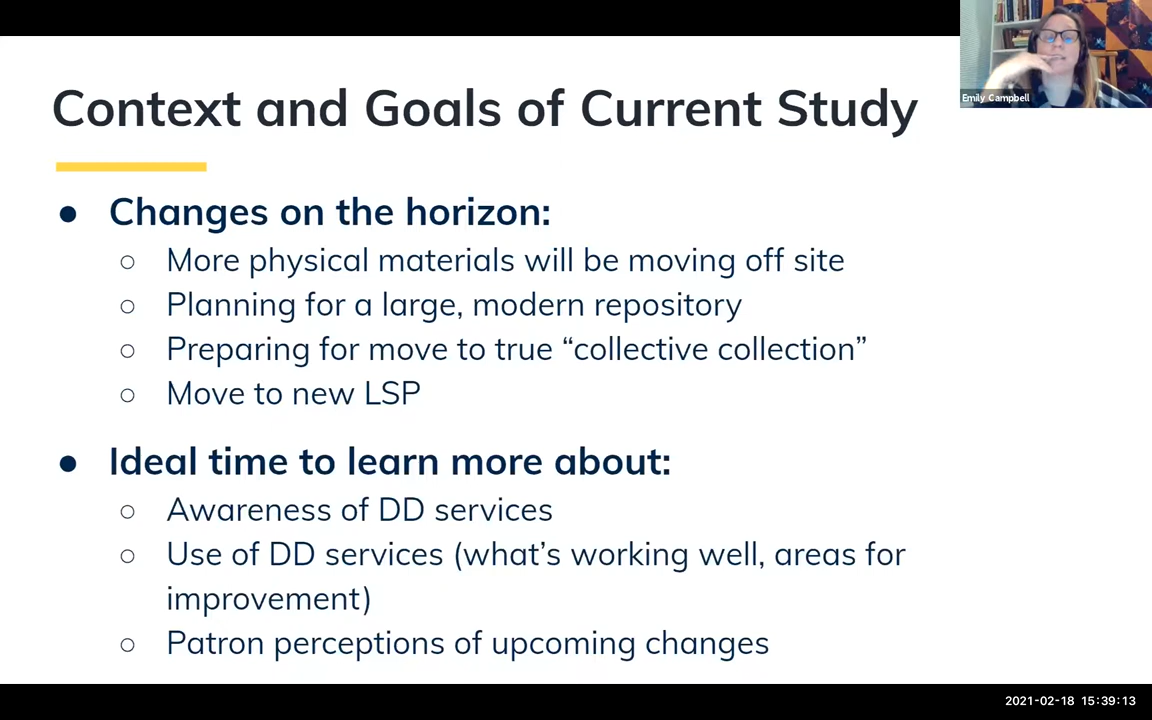 Context and Goals of Current Study
Emily Campbell
● Changes on the horizon:
○ More physical materials will be moving off site
○ Planning for a large, modern repository
○ Preparing for move to true “collective collection”
○ Move to new LSP
● Ideal time to learn more about:
○ Awareness of DD services
○ Use of DD services (what’s working well, areas for
improvement)
○ Patron perceptions of upcoming changes
2021-02-18 15:39:13